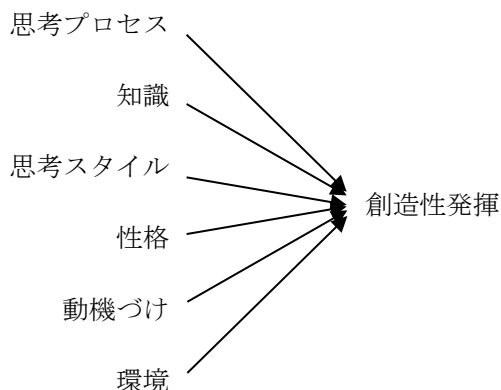 思考プロセス
知識
思考スタイル
創造性発揮
性格
動機づけ
環境